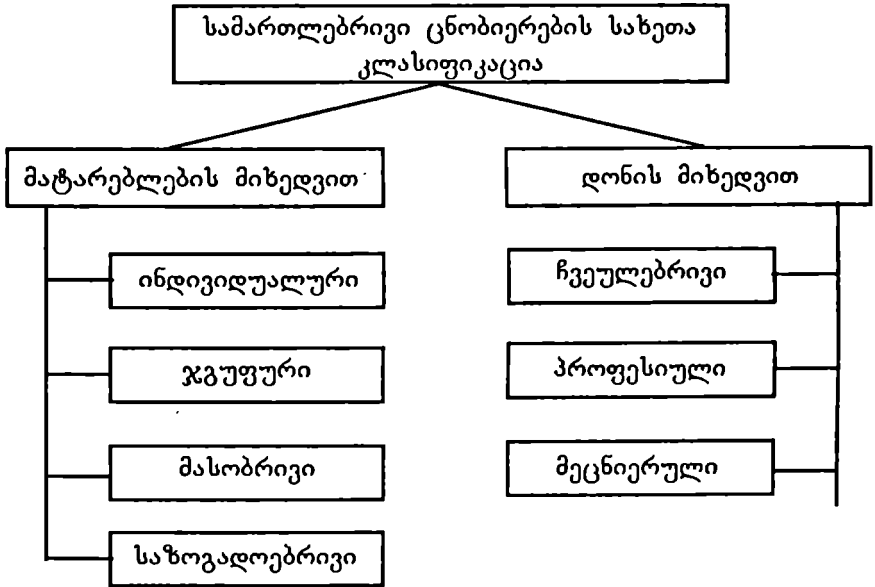 სამართლებრივი ცნობიერების სახეთა
კლასიფიკაცია
მატარებლების მიხედვით
ინდივიდუალური
ჯგუფური
მასობრივი
საზოგადოებრივი
დონის მიხედვით
ჩვეულებრივი
პროფესიული
მეცნიერული